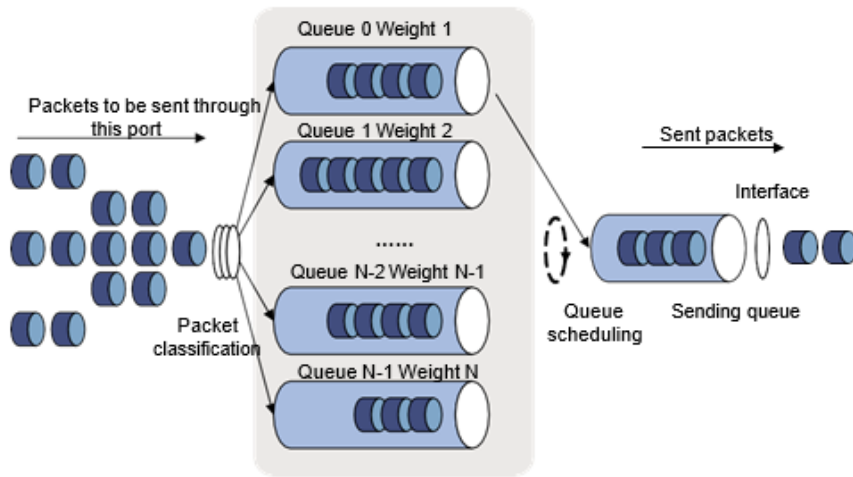 Queue 0 Weight 1
Packets to be sent through
this port
Queue 1 Weight 2
Sent packets
Interface
......
Queue N-2 Weight N-1
Packet
classification
Queue
scheduling
Sending queue
Queue N-1 Weight N